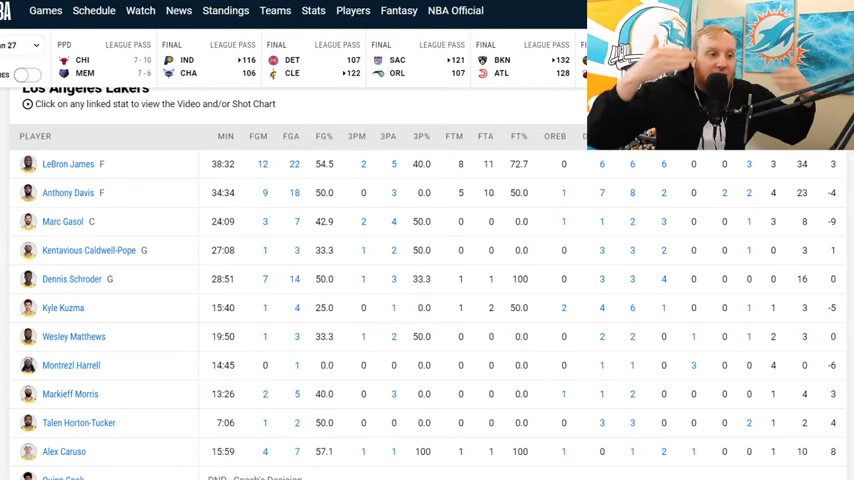 BA Games Schedule Watch News Standings Teams Stats Players Fantasy NBA Official
n 27 PPD LEAGUE PASS FINAL LEAGUE PASS FINAL LEAGUE PASS FINAL LEAGUE PASS FINAL LEAGUE PASS
CHI 7-10 IND 116 DET 107 SAC 121 BKN 132
RES MEM 7-6 CHA 106 CLE 122 ORL 107 ATL 128
Los Angeles Lakers
Click on any linked stat to view the Video and/or Shot Chart
PLAYER MIN FGM FGA FG% 3PM 3PA 3P% FTM FTA FT% OREB D
LeBron James F 38:32 12 22 54.5 2 5 40.0 8 11 72.7 0 6 6 6 0 0 3 3 34 3
Anthony Davis F 34:34 9 18 50.0 0 3 0.0 5 10 50.0 1 7 8 2 0 2 2 4 23 -4
Marc Gasol C 24:09 3 7 42.9 2 4 50.0 0 0 0.0 1 1 2 3 0 0 1 3 8 -9
Kentavious Caldwell-Pope G 27:08 1 3 33.3 1 2 50.0 0 0 0.0 0 3 3 2 0 0 1 0 3 1
Dennis Schroder G 28:51 7 14 50.0 1 3 33.3 1 1 100 0 3 3 4 0 0 0 0 16 0
Kyle Kuzma 15:40 1 4 25.0 0 1 0.0 1 2 50.0 2 4 6 1 0 0 1 1 3 -5
Wesley Matthews 19:50 1 3 33.3 1 2 50.0 0 0 0.0 0 2 2 0 1 0 1 2 3 0
Montrezl Harrell 14:45 0 1 0.0 0 0 0.0 0 0 0.0 0 1 1 0 3 0 0 4 0 -6
Markieff Morris 13:26 2 5 40.0 0 3 0.0 0 0 0.0 1 1 2 0 0 0 0 1 4 3
Talen Horton-Tucker 7:06 1 2 50.0 0 0 0.0 0 0 0.0 0 3 3 0 0 0 2 1 2 4
Alex Caruso 15:59 4 7 57.1 1 1 100 1 1 100 1 0 1 2 1 0 0 1 10 8
Quinn Cook DND - Coach's Decision